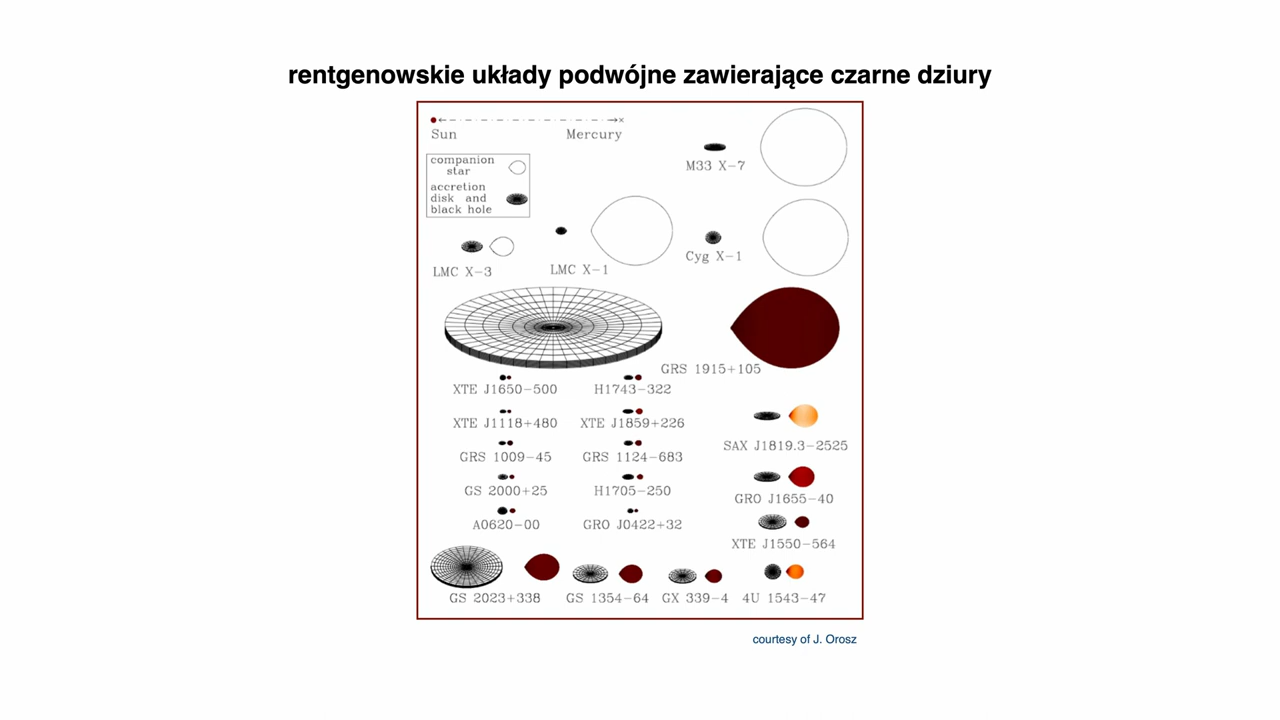 rentgenowskie układy podwójne zawierające czarne dziury
Sun
Mercury
companion
star
accretion
disk and
black hole
M33 X-7
LMC X-3
LMC X-1
Cyg X-1
GRS 1915+105
XTE J1650-500
H1743-322
XTE J1118+480
XTE J1859+226
SAX J1819.3-2525
GRS 1009-45
GRS 1124-683
GS 2000+25
H1705-250
GRO J1655-40
A0620-00
GRO J0422+32
XTE J1550-564
GS 2023+338
GS 1354-64
GX 339-4
4U 1543-47
courtesy of J. Orosz